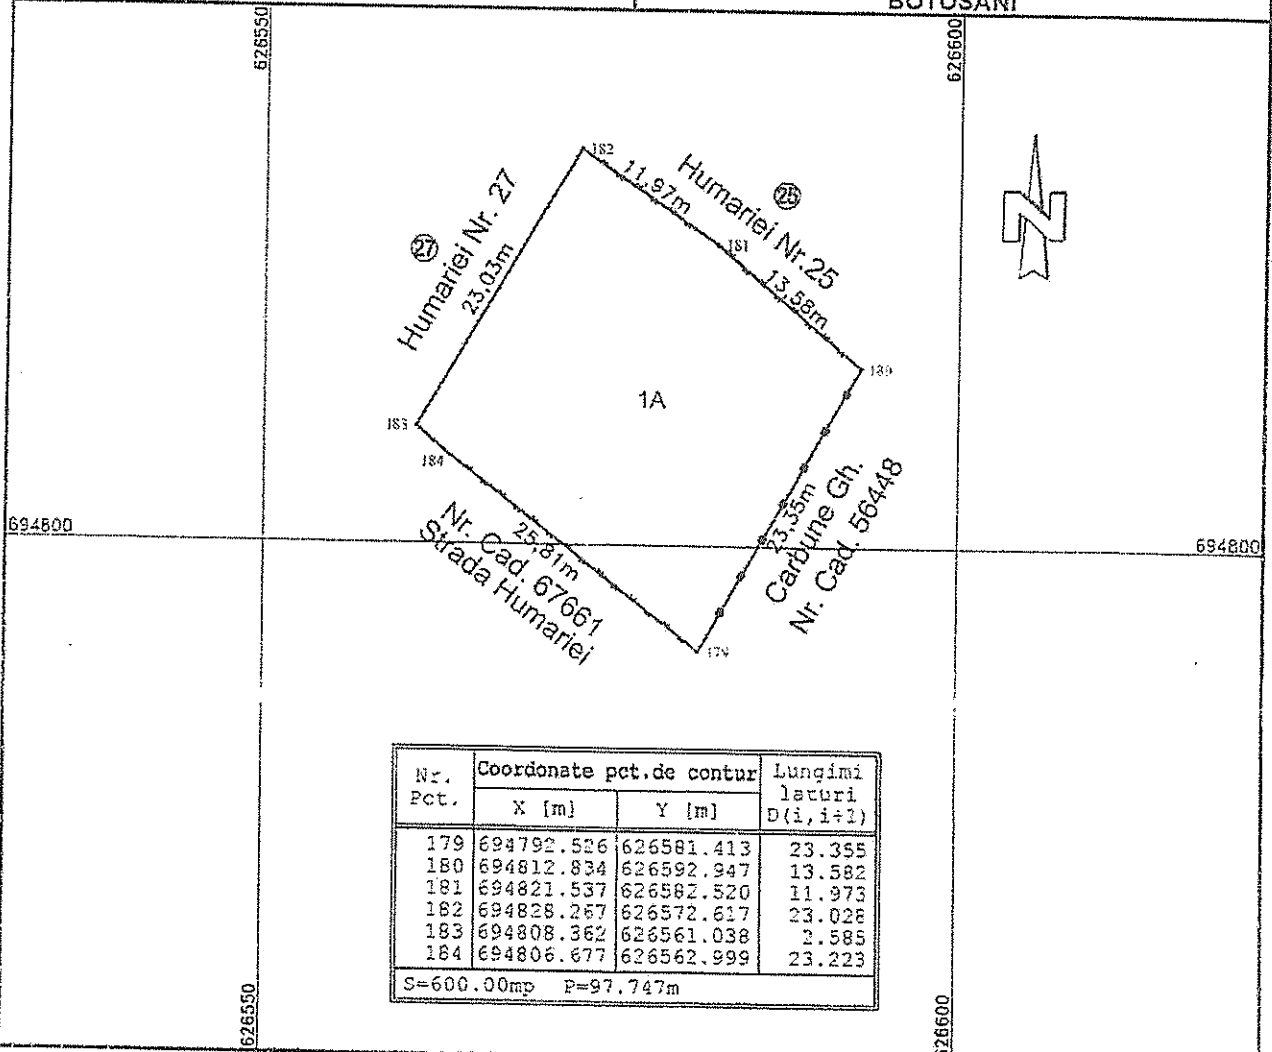 BOTOSANI
626550
626600
182
11,97m
Humariei Nr.25
25
181
13,58m
180
Humariei Nr. 27
27
23,03m
N
1A
183
184
694800
694800
25,81m
Nr. Cad. 67661
Strada Humariei
23,35m
Carbune Gh.
Nr. Cad. 56448
179
Nr. Pct. Coordonate pct.de contur Lungimi laturi
X [m] Y [m] D(i,i+1)
179 694792.526 626581.413 23.355
180 694812.834 626592.947 13.582
181 694821.537 626582.520 11.973
182 694828.267 626572.617 23.028
183 694808.362 626561.038 2.585
184 694806.677 626562.999 23.223
S=600.00mp P=97.747m
626550
626600